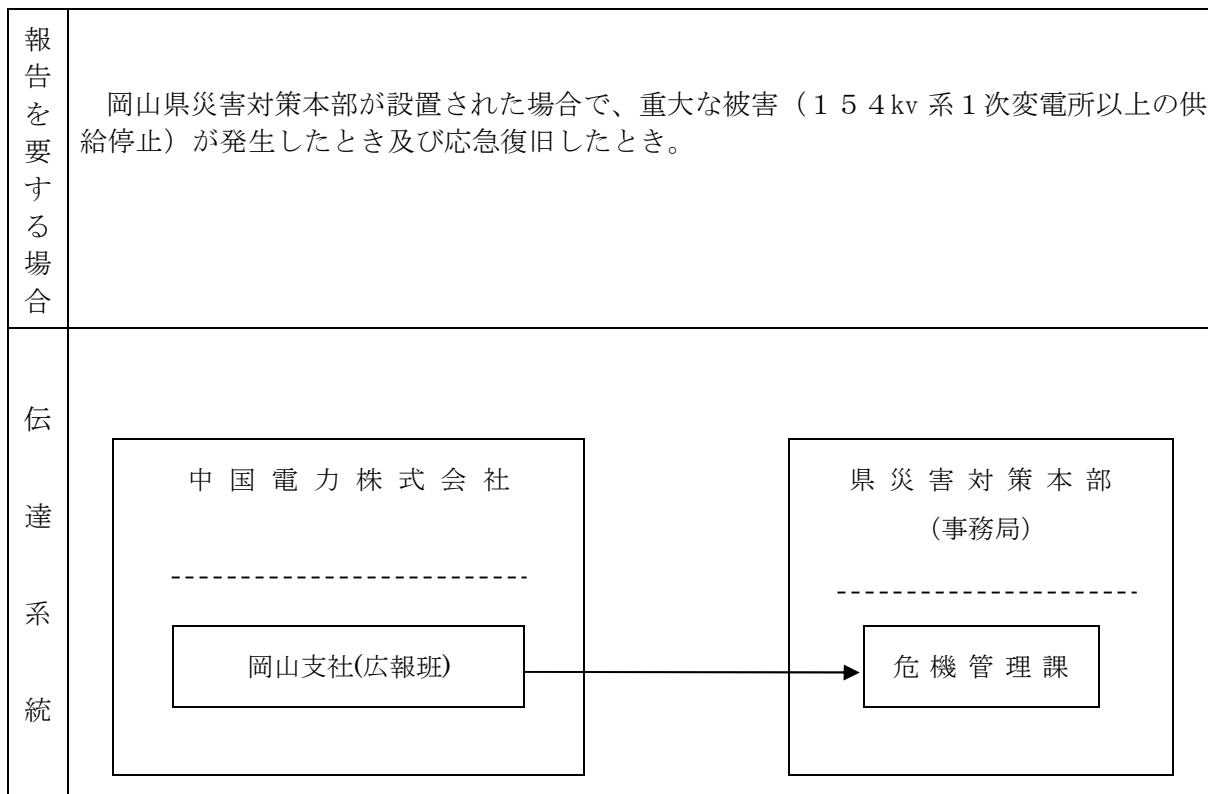 報告を要する場合
岡山県災害対策本部が設置された場合で、重大な被害（１５４kv 系１次変電所以上の供
給停止）が発生したとき及び応急復旧したとき。
伝達系統
中国電力株式会社
岡山支社(広報班)
県災害対策本部
（事務局）
危機管理課